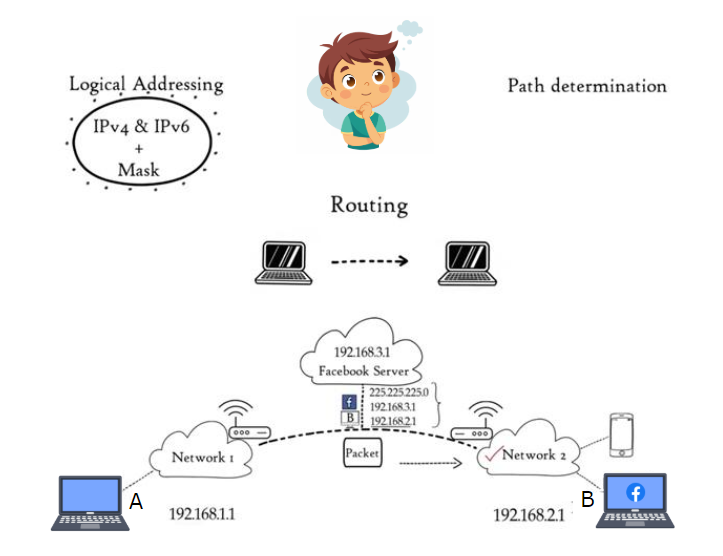 Logical Addressing
IPv4 & IPv6
+
Mask
Path determination
Routing
192.168.3.1
Facebook Server
225.225.225.0
192.168.3.1
192.168.2.1
f
B
Packet
Network 1
Network 2
A
192.168.1.1
B
192.168.2.1
f